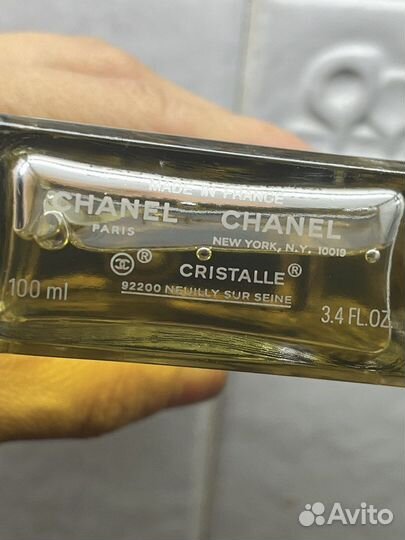 MADE IN FRANCE
CHANEL CHANEL
PARIS NEW YORK, N.Y. 10019
® CRISTALLE®
100 ml 92200 NEUILLY SUR SEINE 3.4 FL.OZ.
Avito